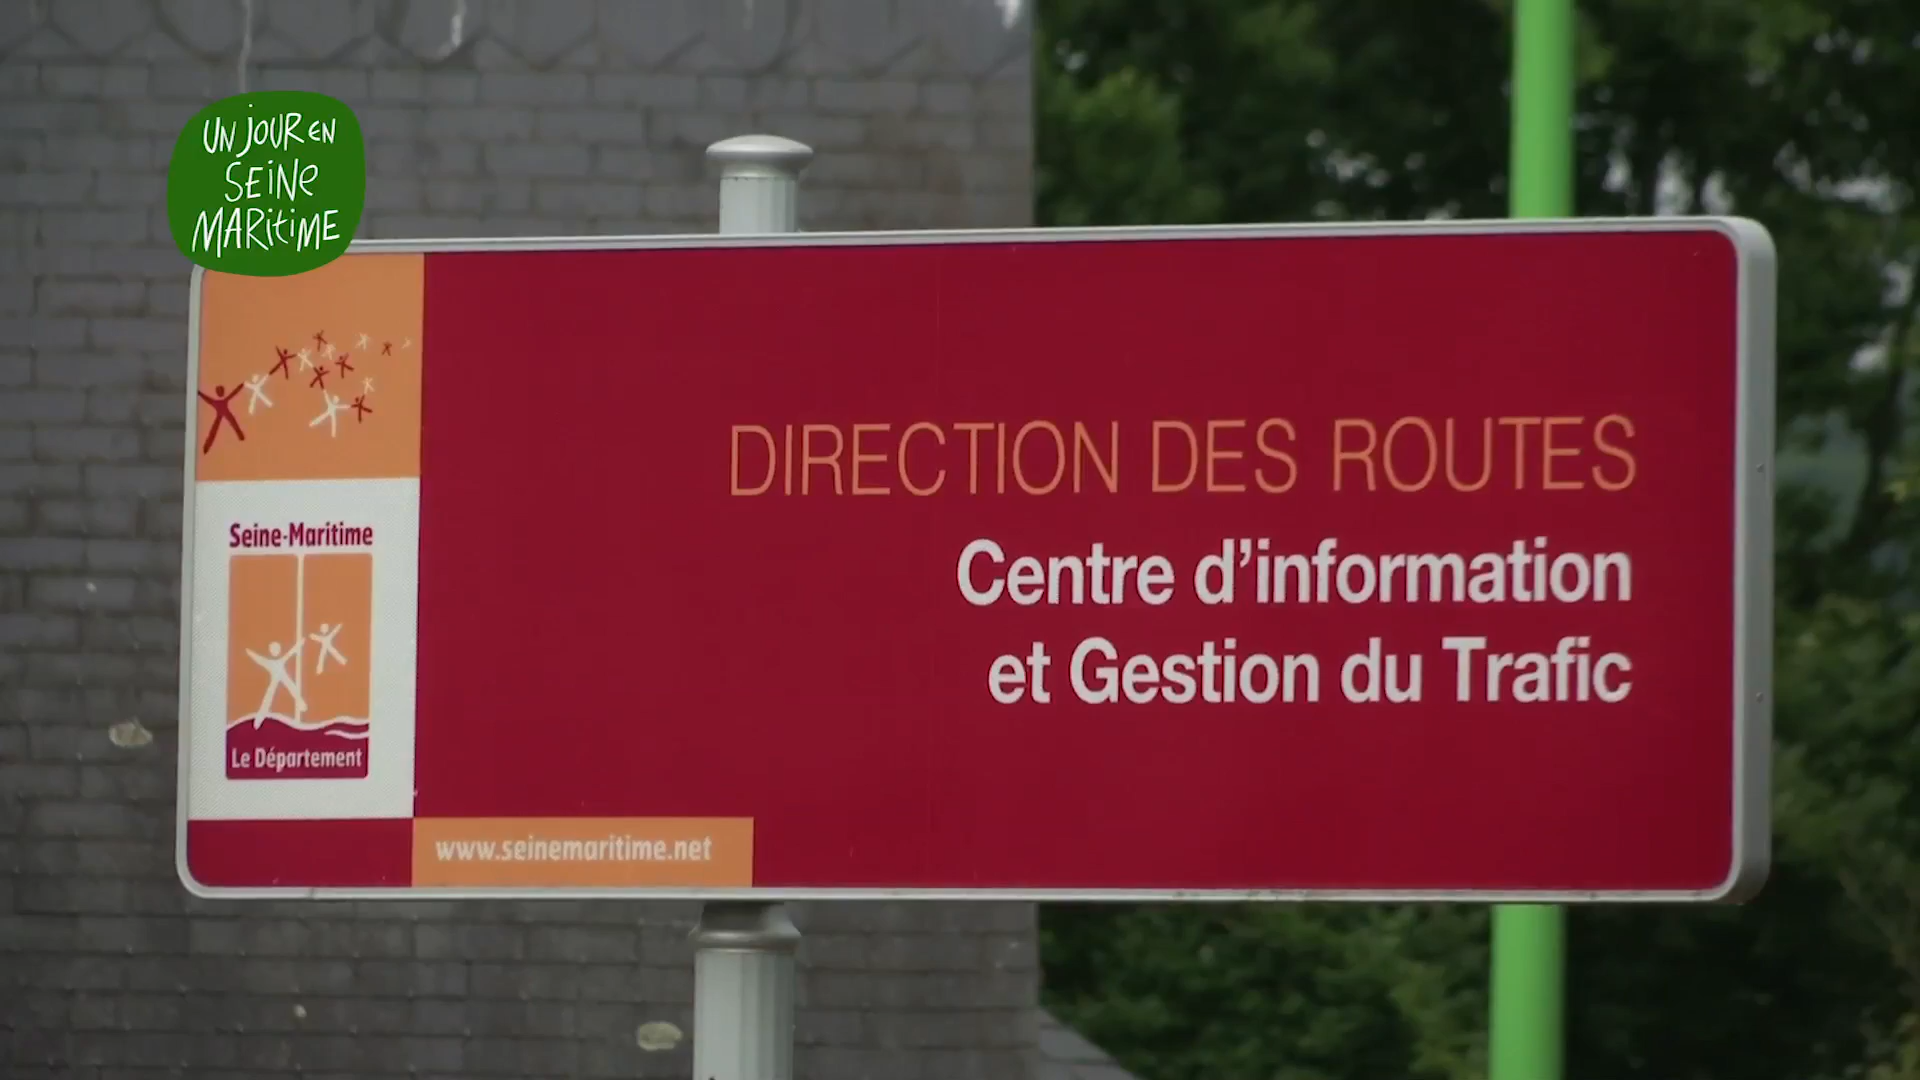 UN JOUR EN
SEINE
MARITIME
DIRECTION DES ROUTES
Centre d'information
et Gestion du Trafic
Seine-Maritime
Le Département
www.seinemaritime.net